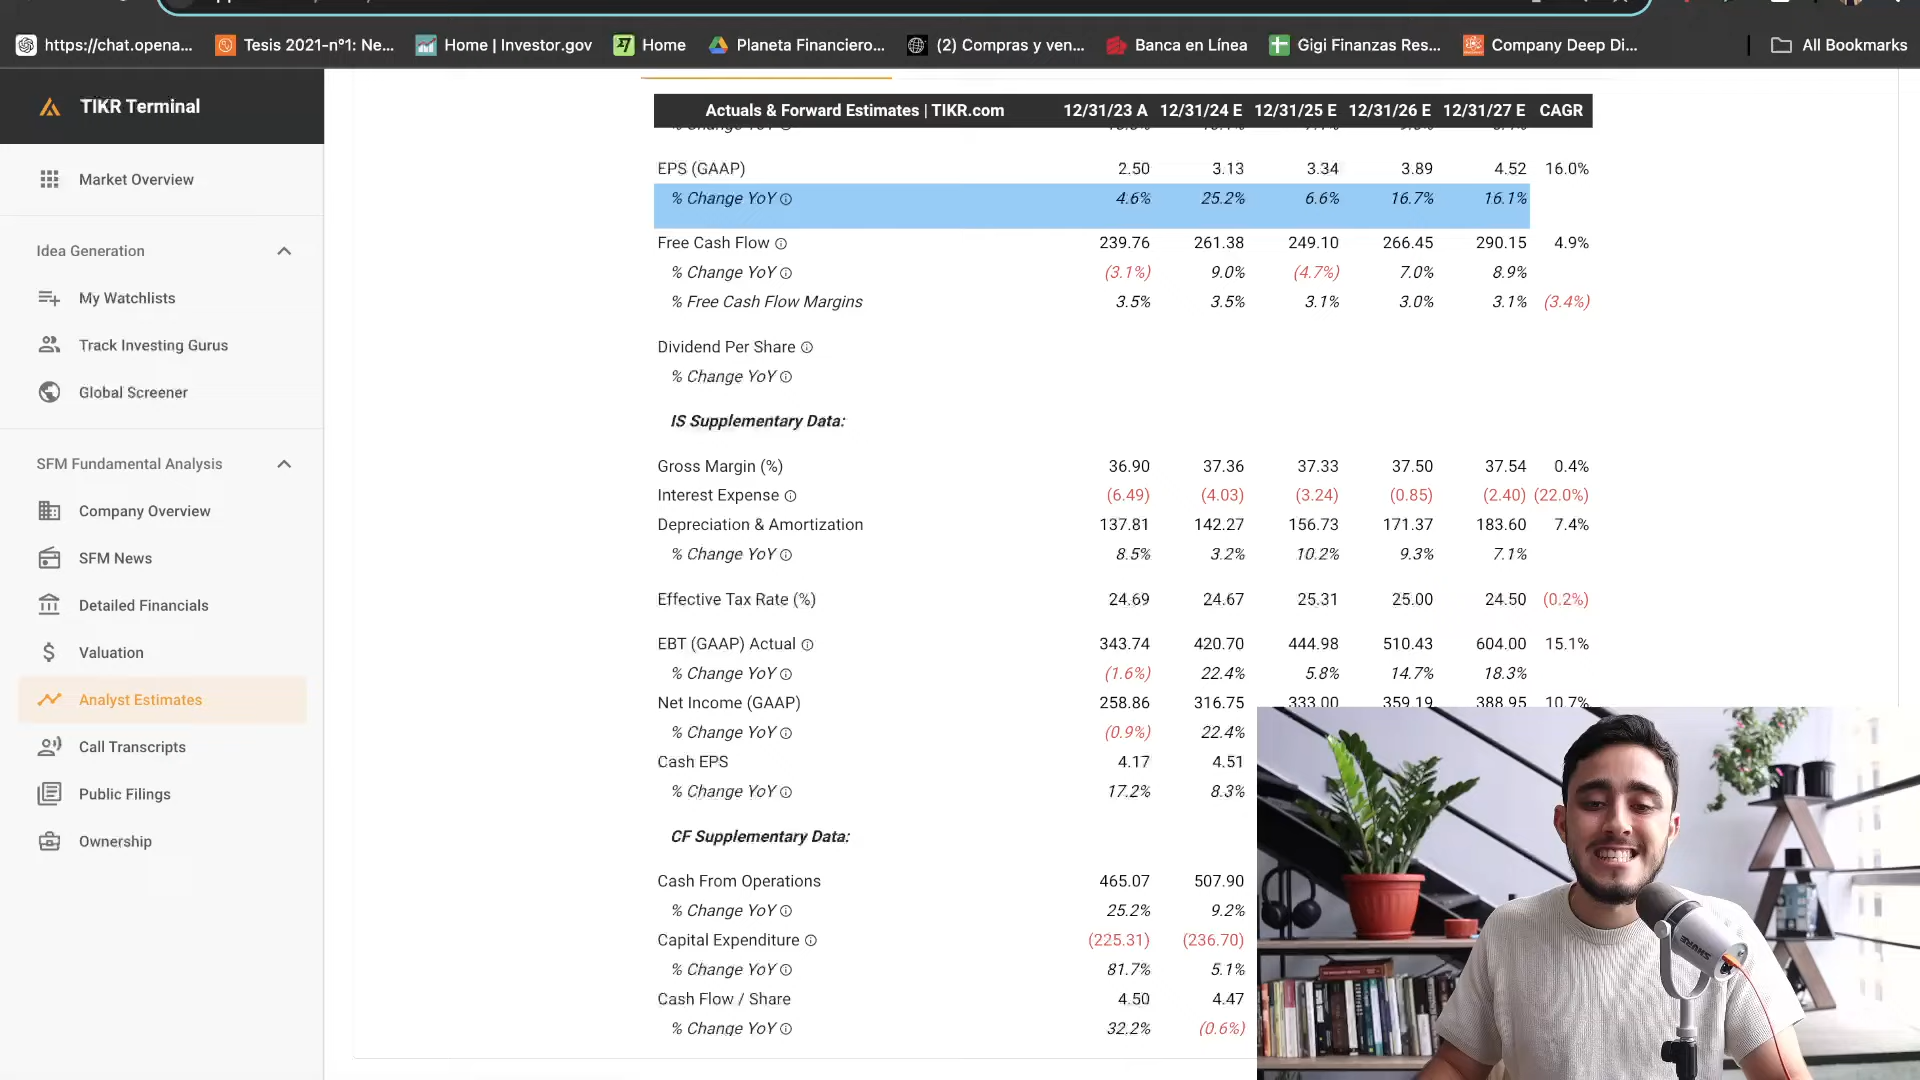 https://chat.opena...
Tesis 2021-nº1: Ne...
Home | Investor.gov
Home
Planeta Financiero...
(2) Compras y ven...
Banca en Línea
Gigi Finanzas Res...
Company Deep Di...
All Bookmarks
TIKR Terminal
Market Overview
Idea Generation
My Watchlists
Track Investing Gurus
Global Screener
SFM Fundamental Analysis
Company Overview
SFM News
Detailed Financials
Valuation
Analyst Estimates
Call Transcripts
Public Filings
Ownership
Actuals & Forward Estimates | TIKR.com 12/31/23 A 12/31/24 E 12/31/25 E 12/31/26 E 12/31/27 E CAGR
EPS (GAAP) 2.50 3.13 3.34 3.89 4.52 16.0%
% Change YoY 4.6% 25.2% 6.6% 16.7% 16.1%
Free Cash Flow 239.76 261.38 249.10 266.45 290.15 4.9%
% Change YoY (3.1%) 9.0% (4.7%) 7.0% 8.9%
% Free Cash Flow Margins 3.5% 3.5% 3.1% 3.0% 3.1% (3.4%)
Dividend Per Share
% Change YoY
IS Supplementary Data:
Gross Margin (%) 36.90 37.36 37.33 37.50 37.54 0.4%
Interest Expense (6.49) (4.03) (3.24) (0.85) (2.40) (22.0%)
Depreciation & Amortization 137.81 142.27 156.73 171.37 183.60 7.4%
% Change YoY 8.5% 3.2% 10.2% 9.3% 7.1%
Effective Tax Rate (%) 24.69 24.67 25.31 25.00 24.50 (0.2%)
EBT (GAAP) Actual 343.74 420.70 444.98 510.43 604.00 15.1%
% Change YoY (1.6%) 22.4% 5.8% 14.7% 18.3%
Net Income (GAAP) 258.86 316.75 333.00 359.19 388.95 10.7%
% Change YoY (0.9%) 22.4%
Cash EPS 4.17 4.51
% Change YoY 17.2% 8.3%
CF Supplementary Data:
Cash From Operations 465.07 507.90
% Change YoY 25.2% 9.2%
Capital Expenditure (225.31) (236.70)
% Change YoY 81.7% 5.1%
Cash Flow / Share 4.50 4.47
% Change YoY 32.2% (0.6%)
SHURE